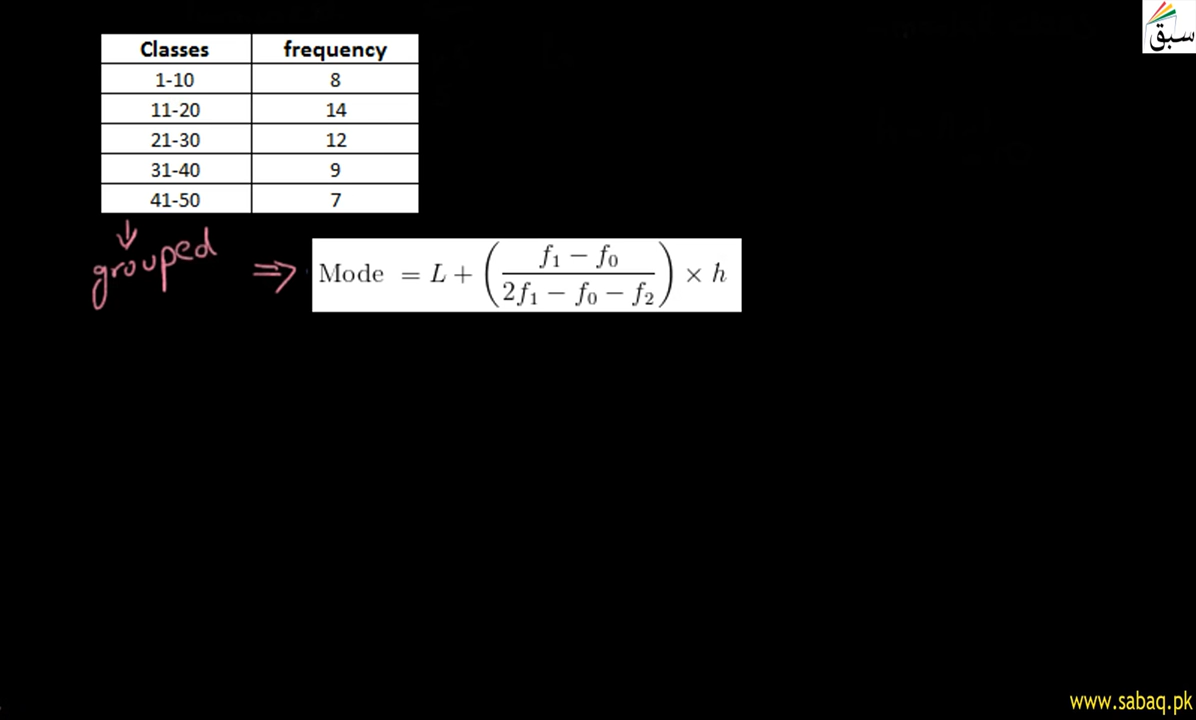 سبق
Classes frequency
1-10 8
11-20 14
21-30 12
31-40 9
41-50 7
grouped ⇒ Mode = L + ( (f₁ − f₀) / (2f₁ − f₀ − f₂) ) × h
www.sabaq.pk